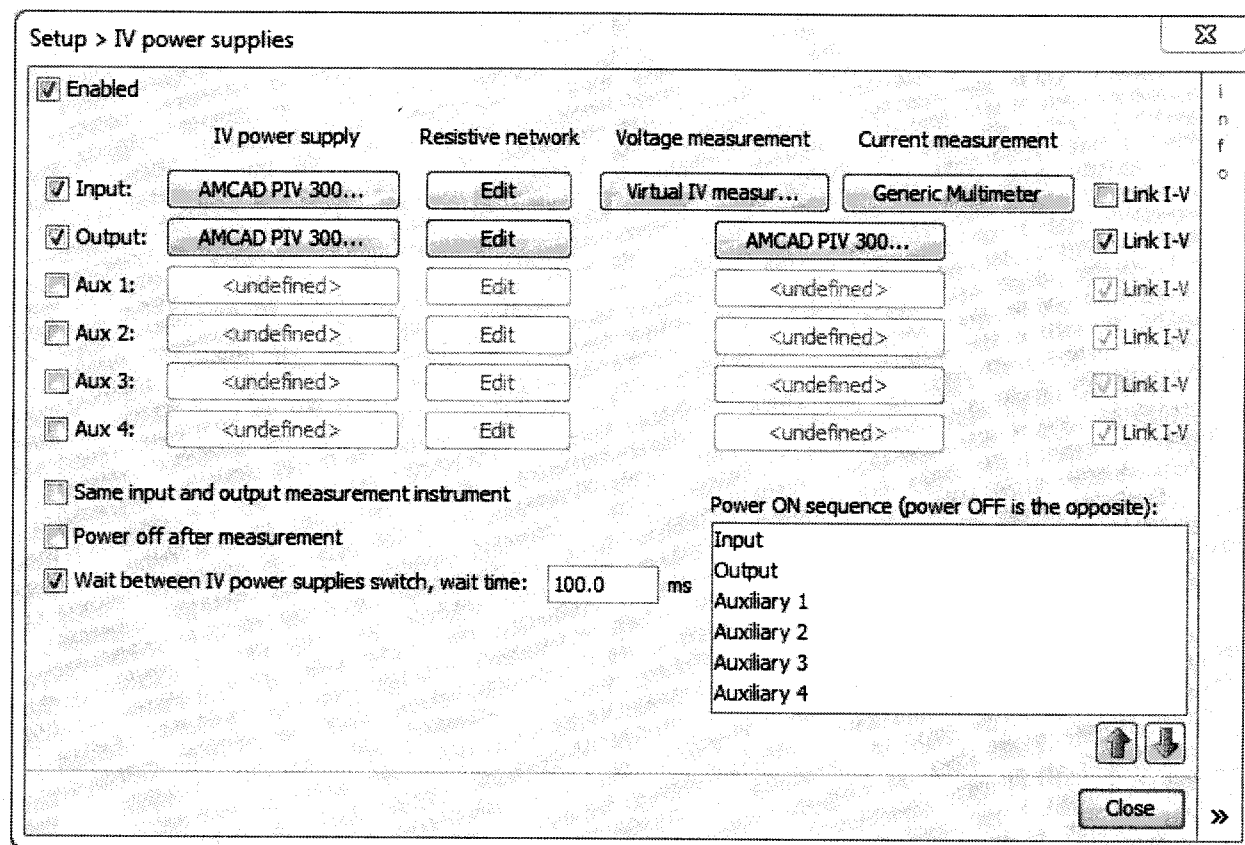 Setup > IV power supplies
Enabled
IV power supply Resistive network Voltage measurement Current measurement
Input: AMCAD PIV 300... Edit Virtual IV measur... Generic Multimeter Link I-V
Output: AMCAD PIV 300... Edit AMCAD PIV 300... Link I-V
Aux 1: <undefined> Edit <undefined> Link I-V
Aux 2: <undefined> Edit <undefined> Link I-V
Aux 3: <undefined> Edit <undefined> Link I-V
Aux 4: <undefined> Edit <undefined> Link I-V
Same input and output measurement instrument
Power off after measurement
Wait between IV power supplies switch, wait time: 100.0 ms
Power ON sequence (power OFF is the opposite):
Input
Output
Auxiliary 1
Auxiliary 2
Auxiliary 3
Auxiliary 4
Close
»
info